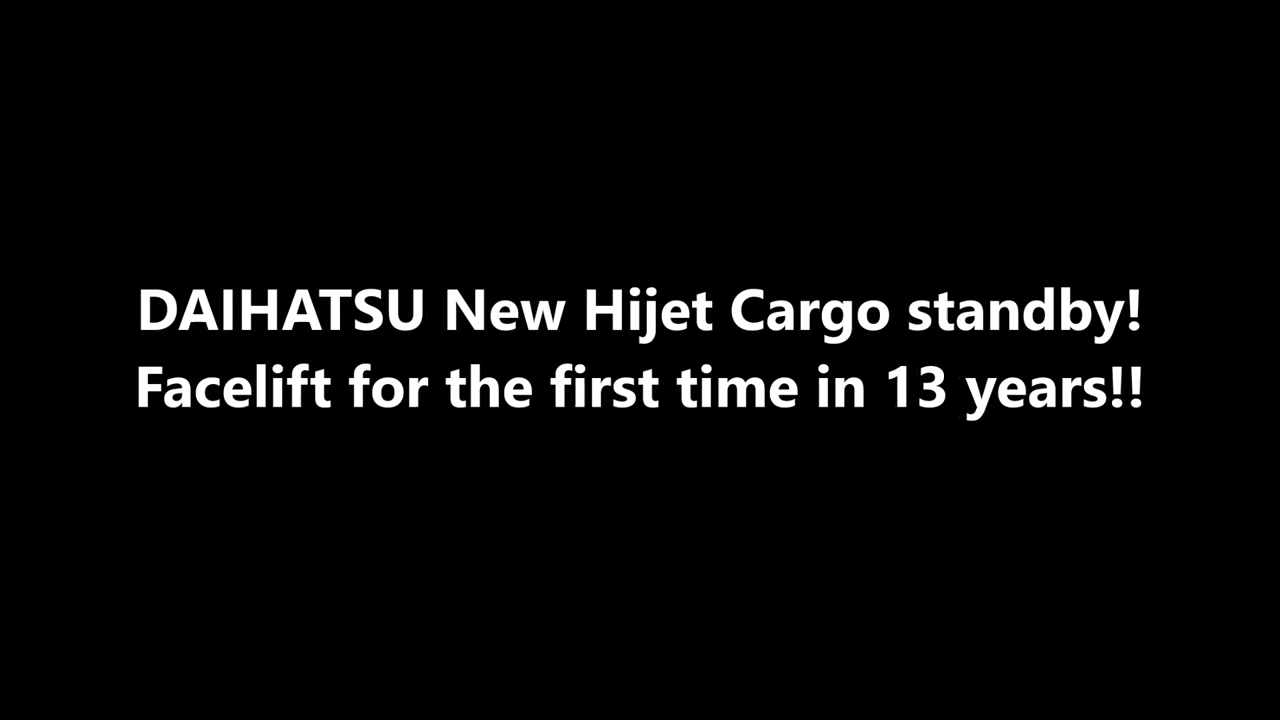 DAIHATSU New Hijet Cargo standby!
Facelift for the first time in 13 years!!